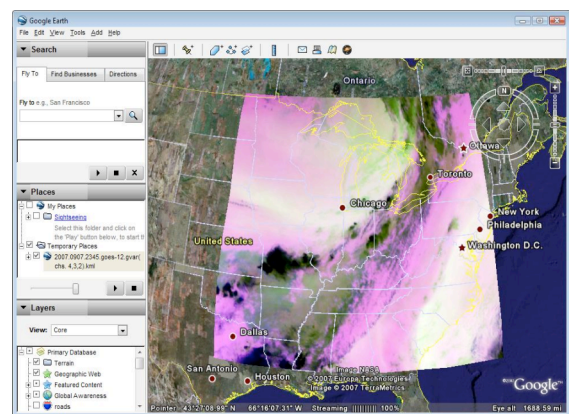 Google Earth
File Edit View Tools Add Help
Search
Fly To Find Businesses Directions
Fly to e.g., San Francisco
Places
My Places
Sightseeing
Select this folder and click on
the 'Play' button below, to start th
Temporary Places
2007.0907.2345.goes-12.gvar(
chs. 4,3,2).kml
Layers
View: Core
Primary Database
Terrain
Geographic Web
Featured Content
Global Awareness
roads
N
Ontario
Ottawa
Toronto
Chicago
New York
Philadelphia
United States
Washington D.C.
Dallas
San Antonio
Houston
Image NASA
© 2007 Europa Technologies
Image © 2007 TerraMetrics
Google
Pointer 43°27'08.99" N 66°16'07.31" W Streaming 100% Eye alt 1688.59 mi